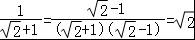 1/(√2+1) = (√2-1)/((√2+1)(√2-1)) = √2